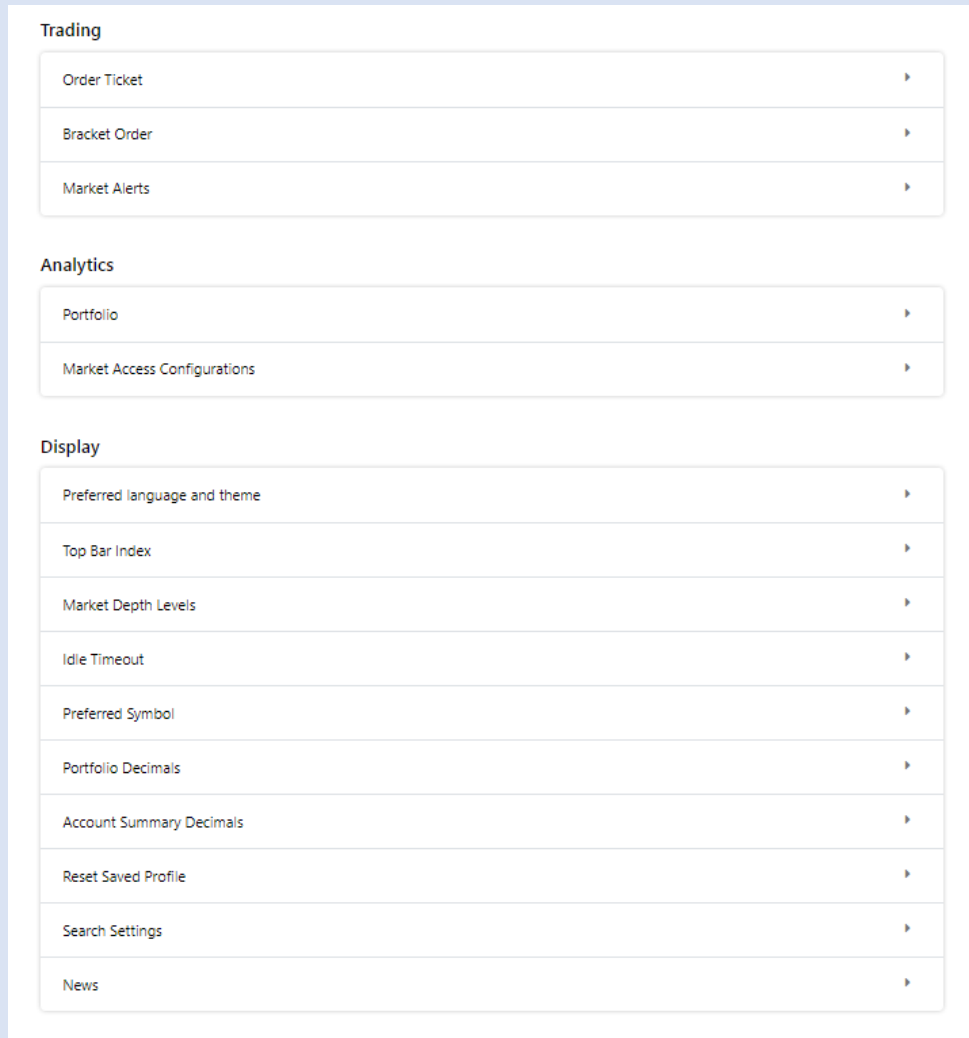 Trading
Order Ticket
Bracket Order
Market Alerts
Analytics
Portfolio
Market Access Configurations
Display
Preferred language and theme
Top Bar Index
Market Depth Levels
Idle Timeout
Preferred Symbol
Portfolio Decimals
Account Summary Decimals
Reset Saved Profile
Search Settings
News